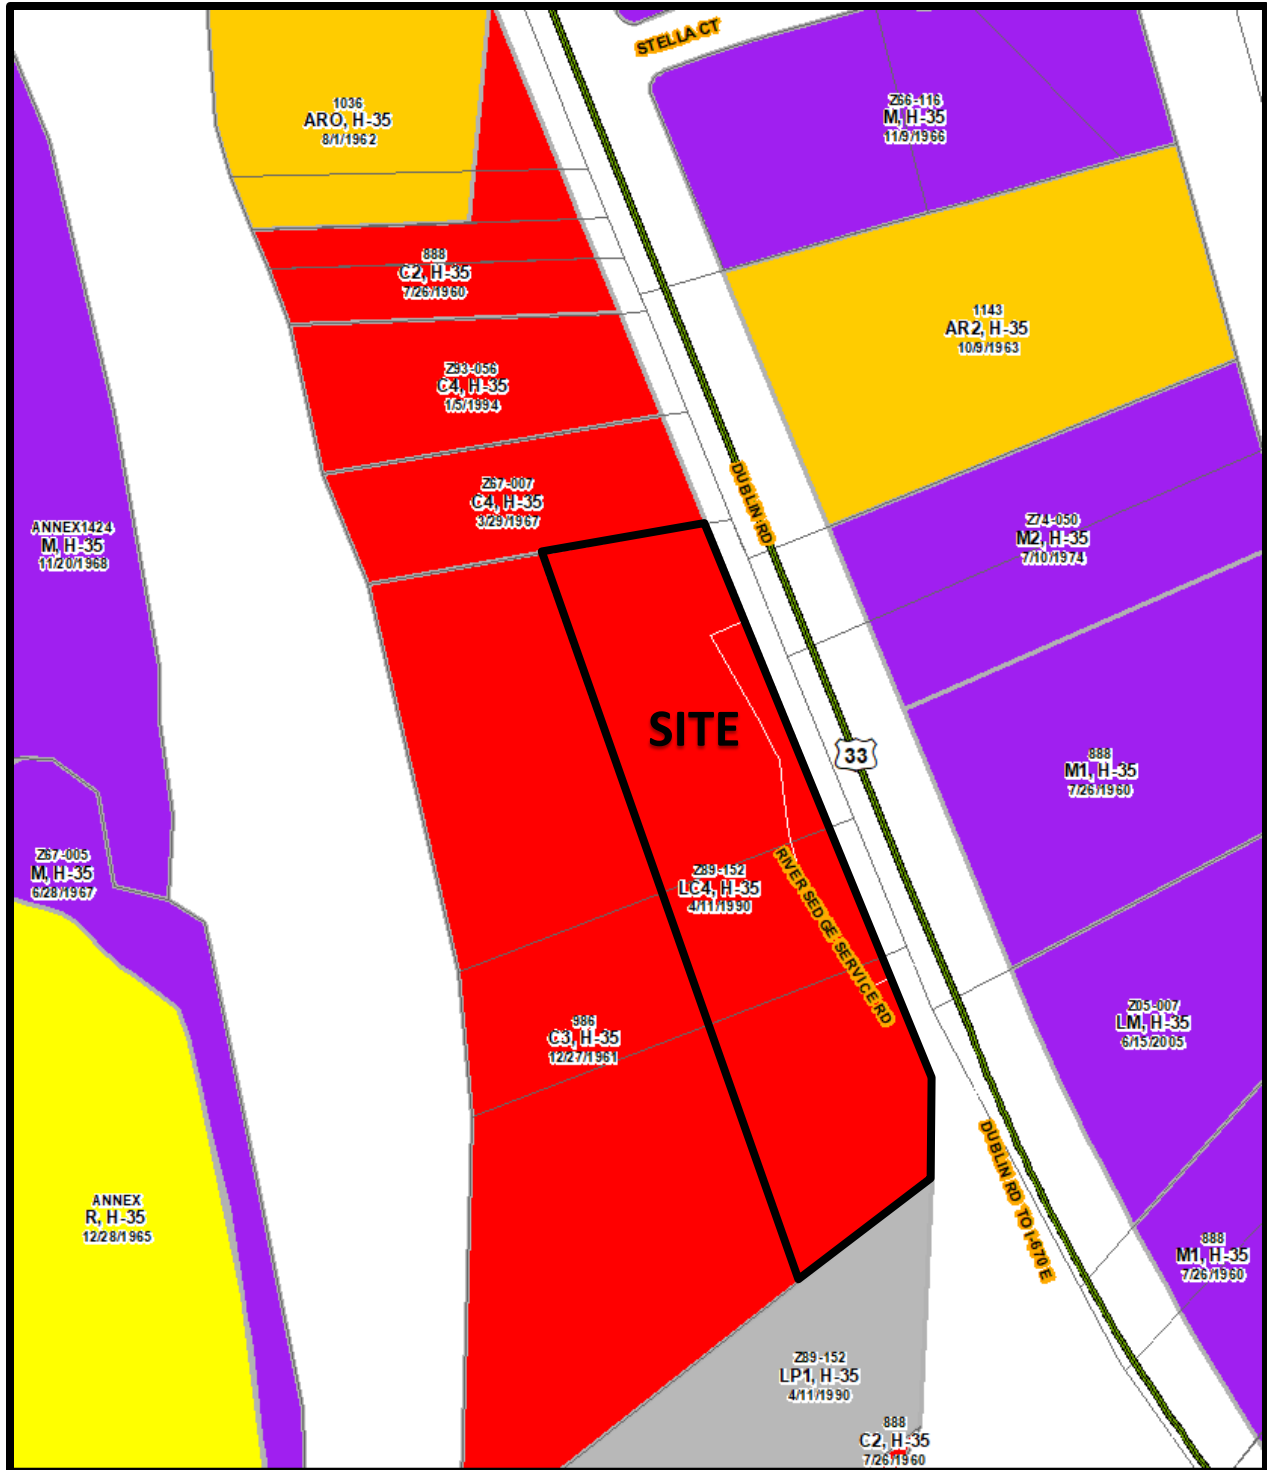 STELLA CT
1036
ARO, H-35
8/1/1962
Z66-116
M, H-35
11/9/1966
888
C2, H-35
7/26/1960
1143
AR2, H-35
10/9/1963
Z93-056
C4, H-35
1/5/1994
Z67-007
C4, H-35
3/29/1967
DUBLIN RD
ANNEX1424
M, H-35
11/20/1968
Z74-050
M2, H-35
7/10/1974
SITE
33
888
M1, H-35
7/26/1960
Z67-005
M, H-35
6/28/1967
Z89-152
LC4, H-35
4/11/1990
RIVERSEDGE SERVICE RD
986
C3, H-35
12/27/1961
Z05-007
LM, H-35
6/15/2005
DUBLIN RD TO I-670 E
ANNEX
R, H-35
12/28/1965
888
M1, H-35
7/26/1960
Z89-152
LP1, H-35
4/11/1990
888
C2, H-35
7/26/1960